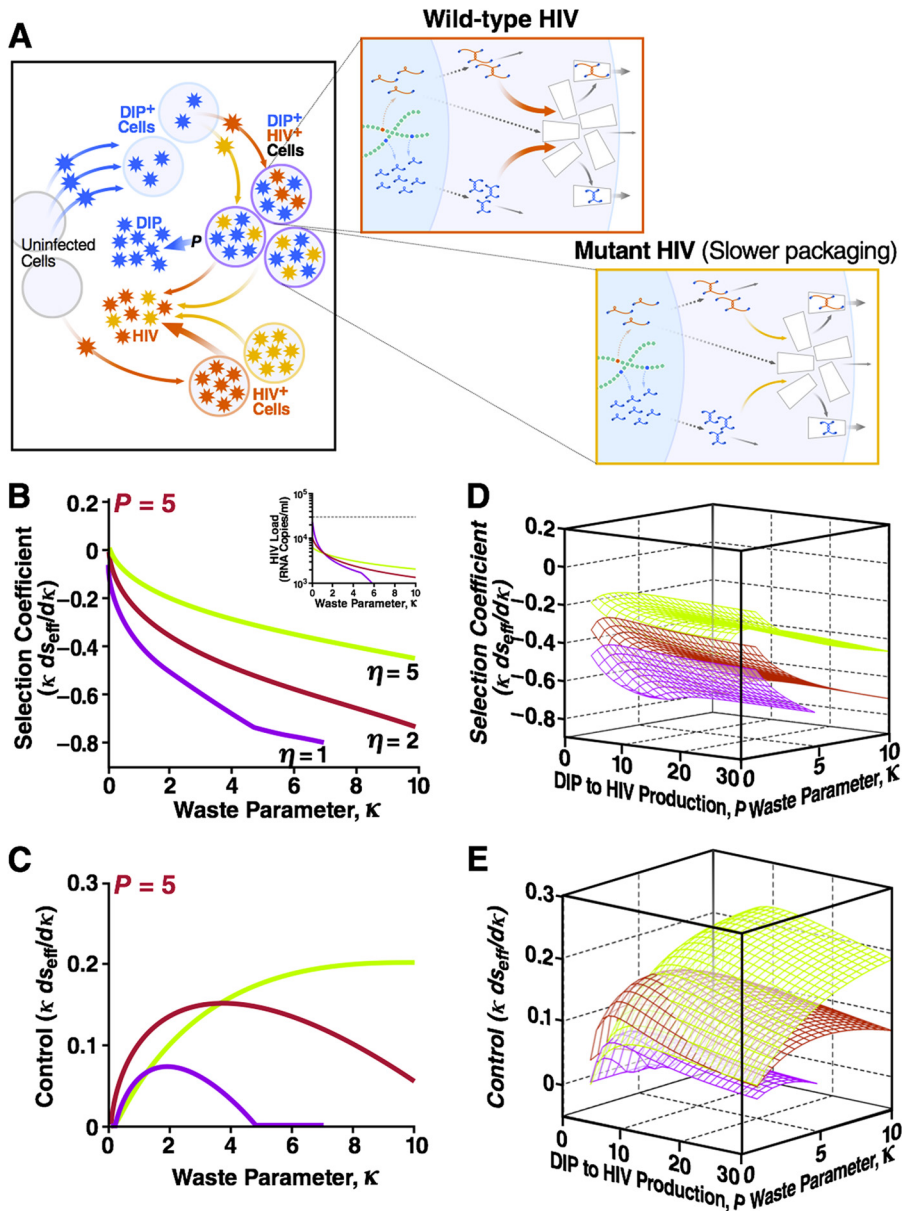 A
Wild-type HIV
DIP+
Cells
DIP+
HIV+
Cells
Uninfected
Cells
DIP
P
HIV
HIV+
Cells
Mutant HIV (Slower packaging)
B
P = 5
0.2
0
−0.2
−0.4
−0.6
−0.8
Selection Coefficient
(κ dseff/dκ)
η = 5
η = 2
η = 1
0 2 4 6 8 10
Waste Parameter, κ
HIV Load
(RNA Copies/ml)
10^5
10^4
10^3
0 2 4 6 8 10
Waste Parameter, κ
D
0.2
0
−0.2
−0.4
−0.6
−0.8
Selection Coefficient
(κ dseff/dκ)
0 10 20 30
DIP to HIV Production, P
0 5 10
Waste Parameter, κ
C
P = 5
0.3
0.2
0.1
0
Control (κ dseff/dκ)
0 2 4 6 8 10
Waste Parameter, κ
E
0.3
0.2
0.1
0
Control (κ dseff/dκ)
0 10 20 30
DIP to HIV Production, P
0 5 10
Waste Parameter, κ